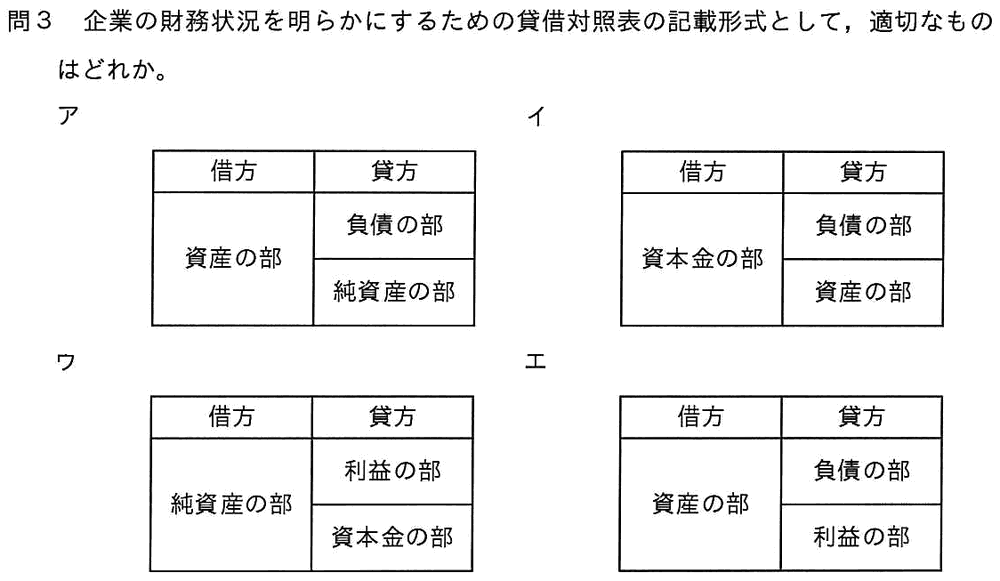 問3　企業の財務状況を明らかにするための貸借対照表の記載形式として，適切なもの
はどれか。
ア
借方 貸方
資産の部
負債の部
純資産の部
イ
借方 貸方
資本金の部
負債の部
資産の部
ウ
借方 貸方
純資産の部
利益の部
資本金の部
エ
借方 貸方
資産の部
負債の部
利益の部